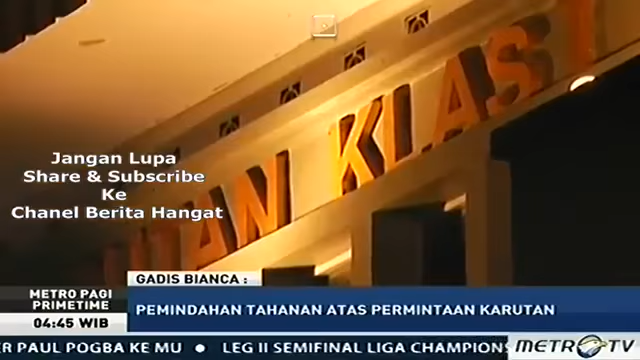 UTAN KLAS I
Jangan Lupa
Share & Subscribe
Ke
Chanel Berita Hangat
GADIS BIANCA :
METRO PAGI
PRIMETIME
PEMINDAHAN TAHANAN ATAS PERMINTAAN KARUTAN
04:45 WIB
ER PAUL POGBA KE MU • LEG II SEMIFINAL LIGA CHAMPIONS
METRO TV